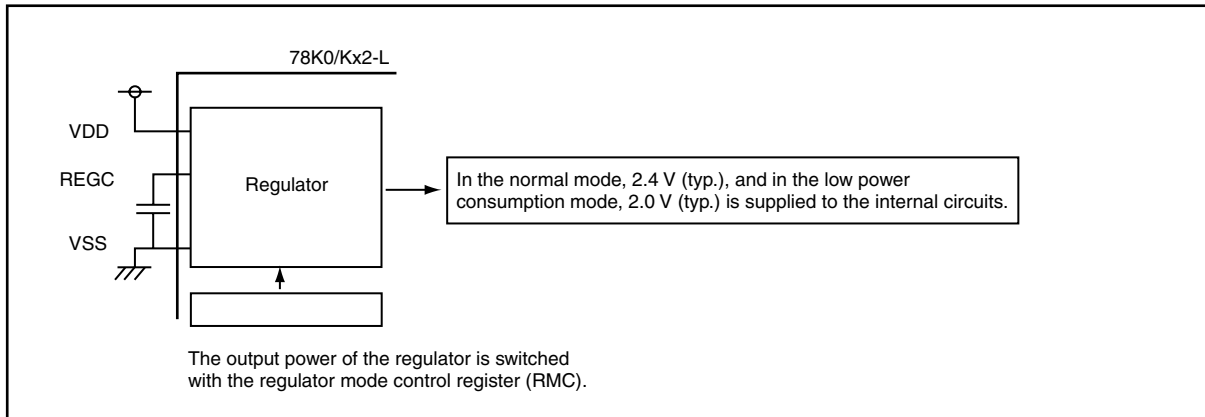 78K0/Kx2-L
VDD
REGC
VSS
Regulator
In the normal mode, 2.4 V (typ.), and in the low power
consumption mode, 2.0 V (typ.) is supplied to the internal circuits.
The output power of the regulator is switched
with the regulator mode control register (RMC).